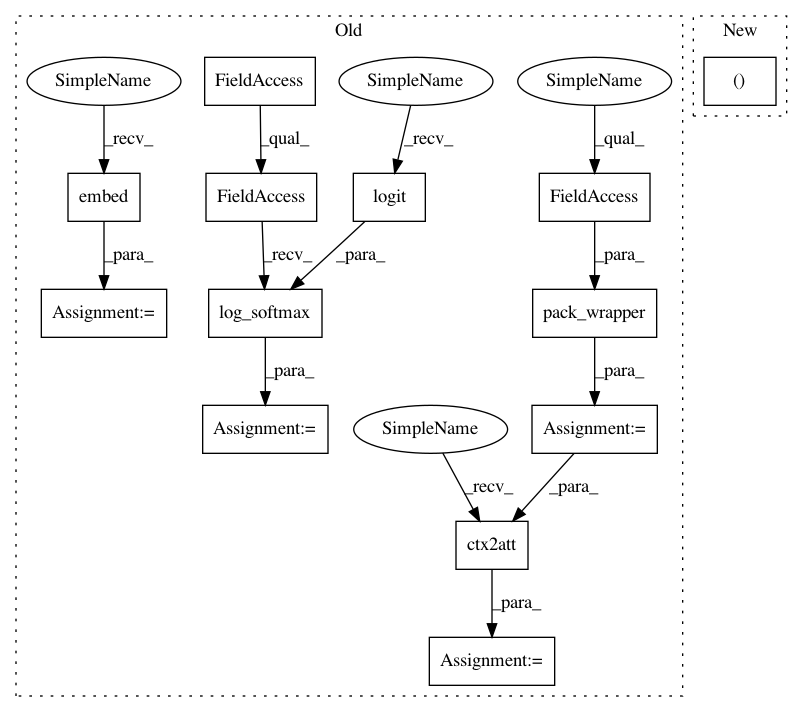 Old
New
SimpleName
FieldAccess
SimpleName
SimpleName
()
_recv_
_qual_
_recv_
_qual_
embed
FieldAccess
logit
FieldAccess
_para_
_recv_
_para_
_para_
Assignment:=
log_softmax
pack_wrapper
_para_
_para_
SimpleName
Assignment:=
Assignment:=
_recv_
_para_
ctx2att
_para_
Assignment:=